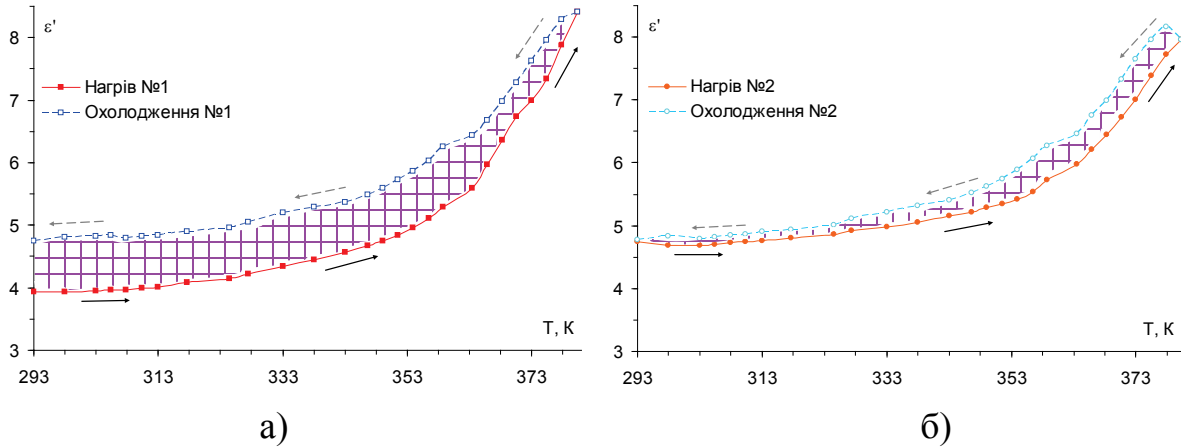 ε'
8
7
6
5
4
3
Нагрів №1
Охолодження №1
T, K
293
313
333
353
373
а)
ε'
8
7
6
5
4
3
Нагрів №2
Охолодження №2
T, K
293
313
333
353
373
б)